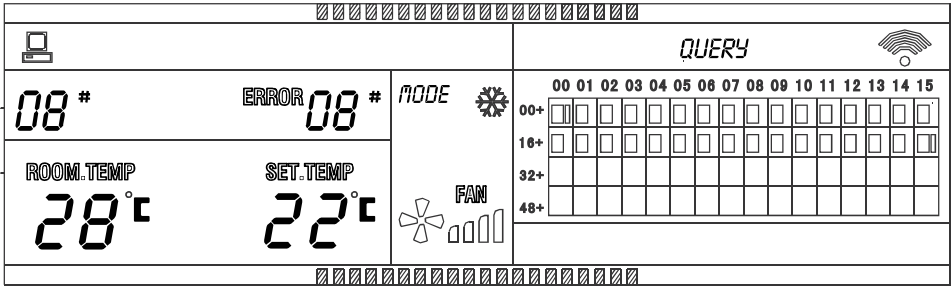 QUERY
08# ERROR 08# MODE
00 01 02 03 04 05 06 07 08 09 10 11 12 13 14 15
00+
16+
32+
48+
ROOM.TEMP SET.TEMP
28°C 22°C
FAN